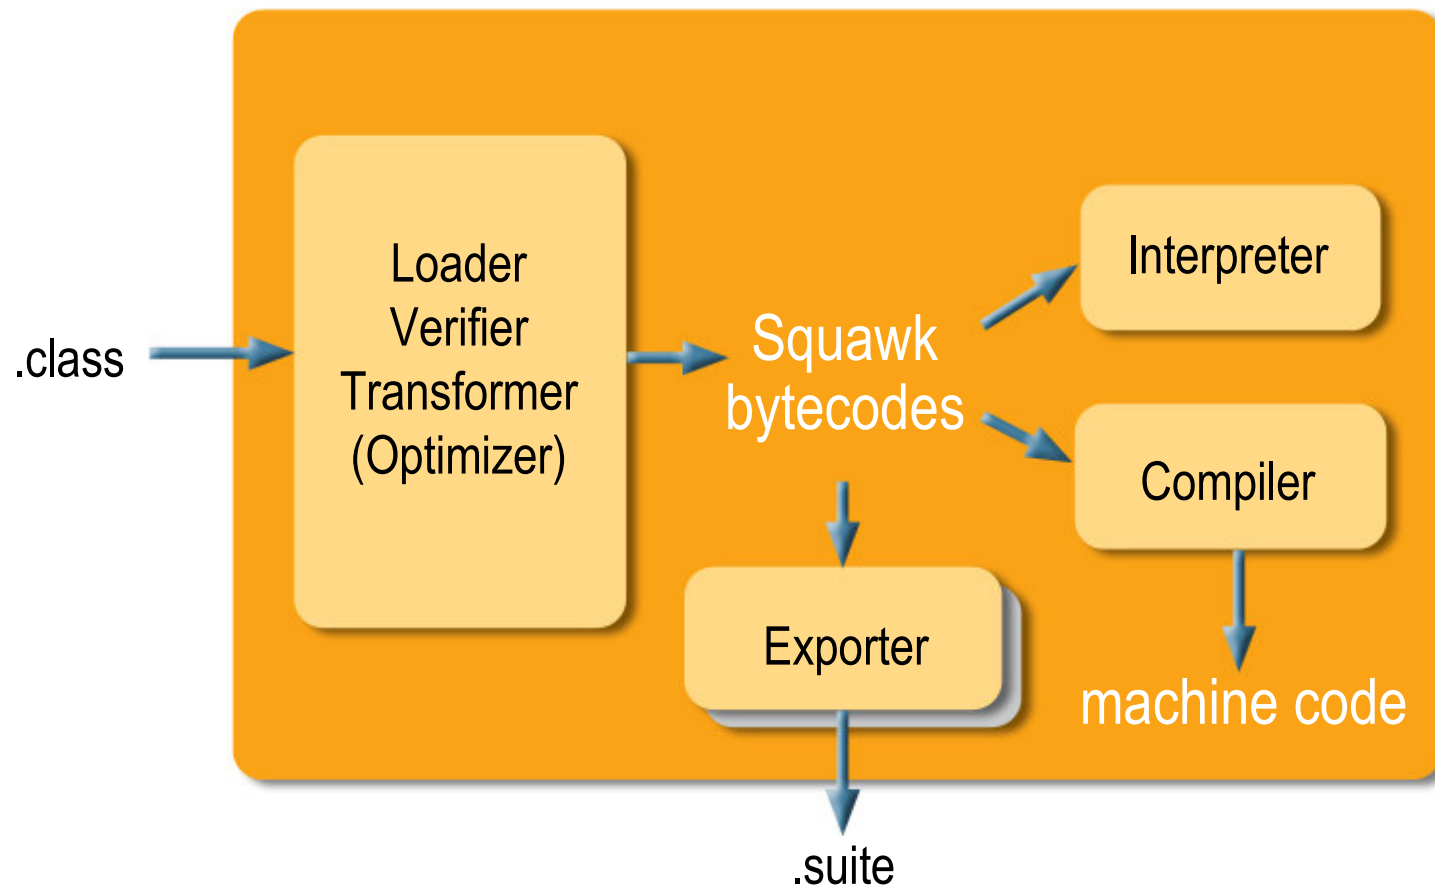 .class
Loader
Verifier
Transformer
(Optimizer)
Squawk
bytecodes
Interpreter
Compiler
Exporter
machine code
.suite